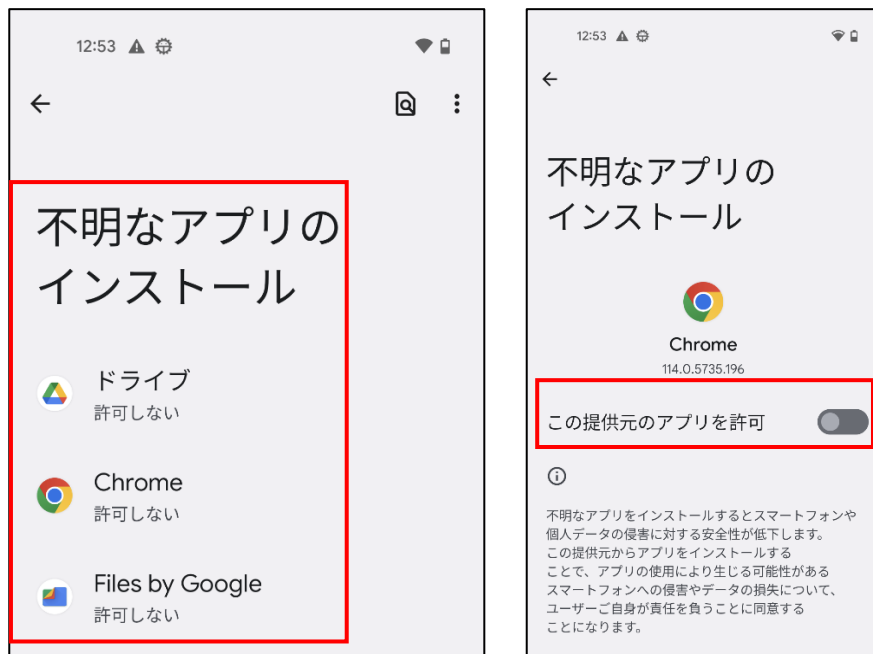 12:53
不明なアプリの
インストール
ドライブ
許可しない
Chrome
許可しない
Files by Google
許可しない
12:53
不明なアプリの
インストール
Chrome
114.0.5735.196
この提供元のアプリを許可
不明なアプリをインストールするとスマートフォンや
個人データの侵害に対する安全性が低下します。
この提供元からアプリをインストールする
ことで、アプリの使用により生じる可能性がある
スマートフォンへの侵害やデータの損失について、
ユーザーご自身が責任を負うことに同意する
ことになります。